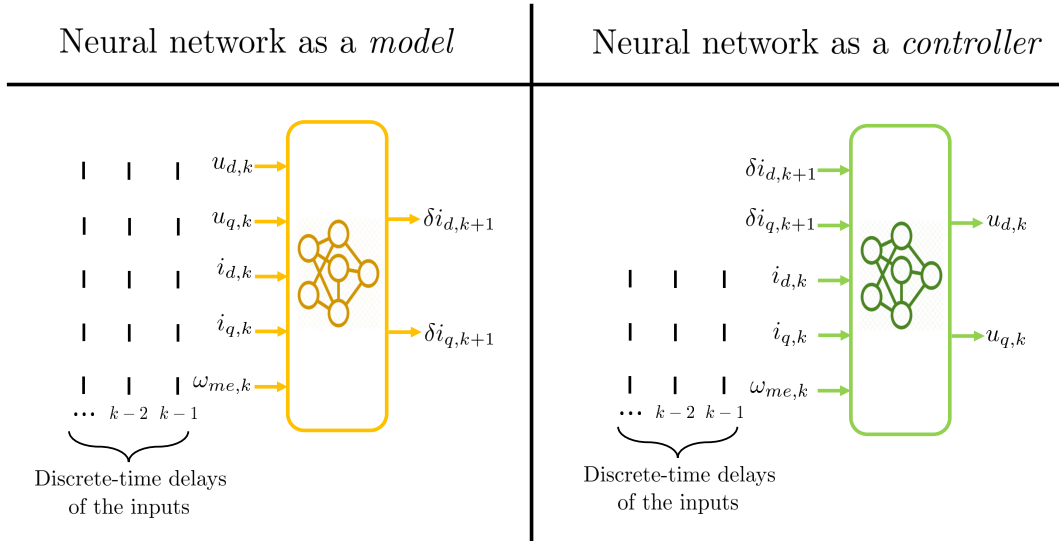 Neural network as a model
u_{d,k}
u_{q,k}
i_{d,k}
i_{q,k}
ω_{me,k}
δi_{d,k+1}
δi_{q,k+1}
··· k − 2 k − 1
Discrete-time delays
of the inputs
Neural network as a controller
δi_{d,k+1}
δi_{q,k+1}
i_{d,k}
i_{q,k}
ω_{me,k}
u_{d,k}
u_{q,k}
··· k − 2 k − 1
Discrete-time delays
of the inputs